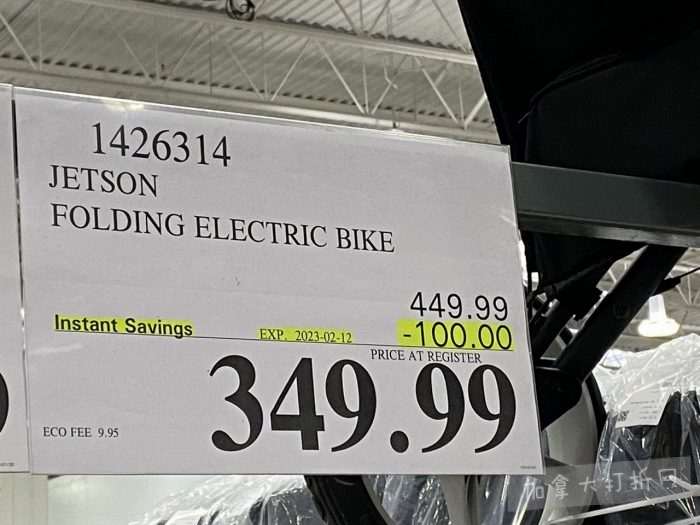 1426314
JETSON
FOLDING ELECTRIC BIKE
449.99
Instant Savings EXP. 2023-02-12 -100.00
PRICE AT REGISTER
349.99
ECO FEE 9.95
加拿大打折网